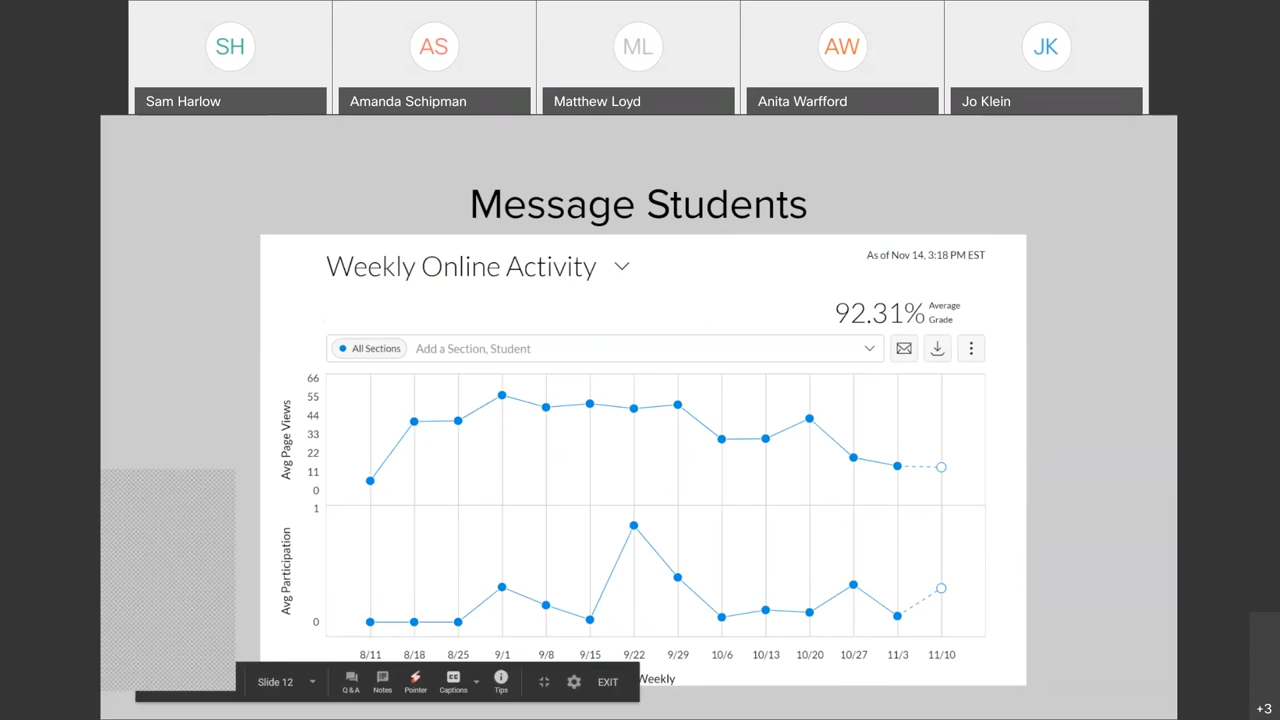 SH AS ML AW JK
Sam Harlow Amanda Schipman Matthew Loyd Anita Warfford Jo Klein
Message Students
Weekly Online Activity
As of Nov 14, 3:18 PM EST
92.31% Average Grade
All Sections Add a Section, Student
66
55
44
33
22
11
0
Avg Page Views
1
0
Avg Participation
8/11 8/18 8/25 9/1 9/8 9/15 9/22 9/29 10/6 10/13 10/20 10/27 11/3 11/10
Weekly
Slide 12 Q & A Notes Pointer Captions Tips EXIT
+3